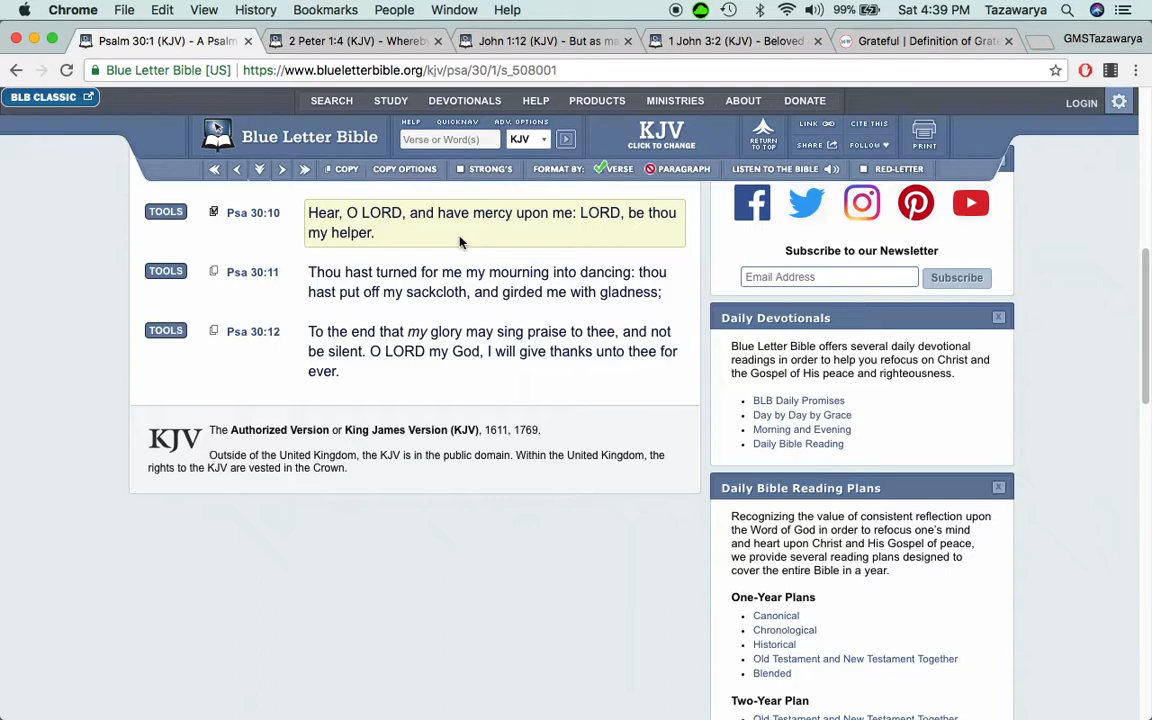 Chrome File Edit View History Bookmarks People Window Help 99% Sat 4:39 PM Tazawarya
Psalm 30:1 (KJV) - A Psalm 2 Peter 1:4 (KJV) - Whereby John 1:12 (KJV) - But as ma 1 John 3:2 (KJV) - Beloved Grateful | Definition of Grate GMSTazawarya
Blue Letter Bible [US] https://www.blueletterbible.org/kjv/psa/30/1/s_508001
BLB CLASSIC SEARCH STUDY DEVOTIONALS HELP PRODUCTS MINISTRIES ABOUT DONATE LOGIN
HELP QUICKNAV ADV. OPTIONS
Blue Letter Bible Verse or Word(s) KJV
KJV
CLICK TO CHANGE
RETURN
TO TOP
LINK CITE THIS
SHARE FOLLOW
PRINT
COPY COPY OPTIONS STRONG'S FORMAT BY: VERSE PARAGRAPH LISTEN TO THE BIBLE RED-LETTER
TOOLS Psa 30:10 Hear, O LORD, and have mercy upon me: LORD, be thou
my helper.
TOOLS Psa 30:11 Thou hast turned for me my mourning into dancing: thou
hast put off my sackcloth, and girded me with gladness;
TOOLS Psa 30:12 To the end that my glory may sing praise to thee, and not
be silent. O LORD my God, I will give thanks unto thee for
ever.
KJV The Authorized Version or King James Version (KJV), 1611, 1769.
Outside of the United Kingdom, the KJV is in the public domain. Within the United Kingdom, the
rights to the KJV are vested in the Crown.
Subscribe to our Newsletter
Email Address Subscribe
Daily Devotionals X
Blue Letter Bible offers several daily devotional
readings in order to help you refocus on Christ and
the Gospel of His peace and righteousness.
BLB Daily Promises
Day by Day by Grace
Morning and Evening
Daily Bible Reading
Daily Bible Reading Plans X
Recognizing the value of consistent reflection upon
the Word of God in order to refocus one's mind
and heart upon Christ and His Gospel of peace,
we provide several reading plans designed to
cover the entire Bible in a year.
One-Year Plans
Canonical
Chronological
Historical
Old Testament and New Testament Together
Blended
Two-Year Plan
Old Testament and New Testament Together